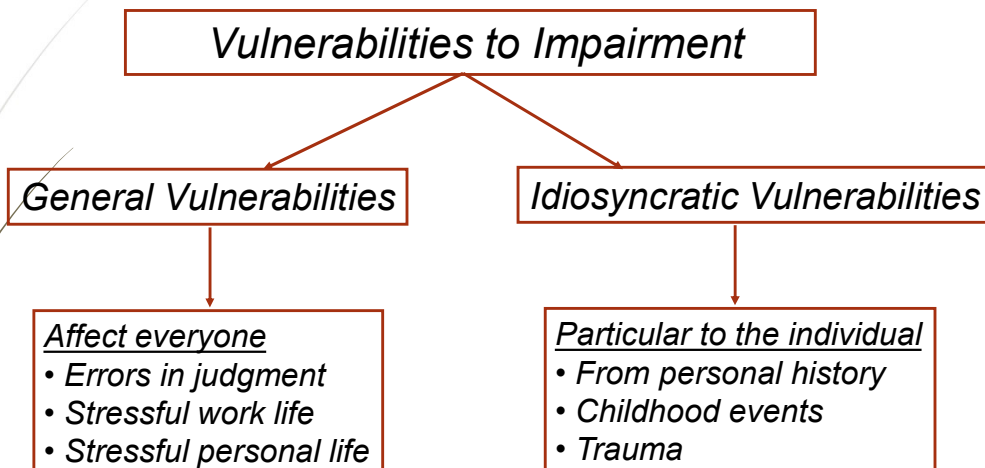 Vulnerabilities to Impairment
General Vulnerabilities
Idiosyncratic Vulnerabilities
Affect everyone
• Errors in judgment
• Stressful work life
• Stressful personal life
Particular to the individual
• From personal history
• Childhood events
• Trauma